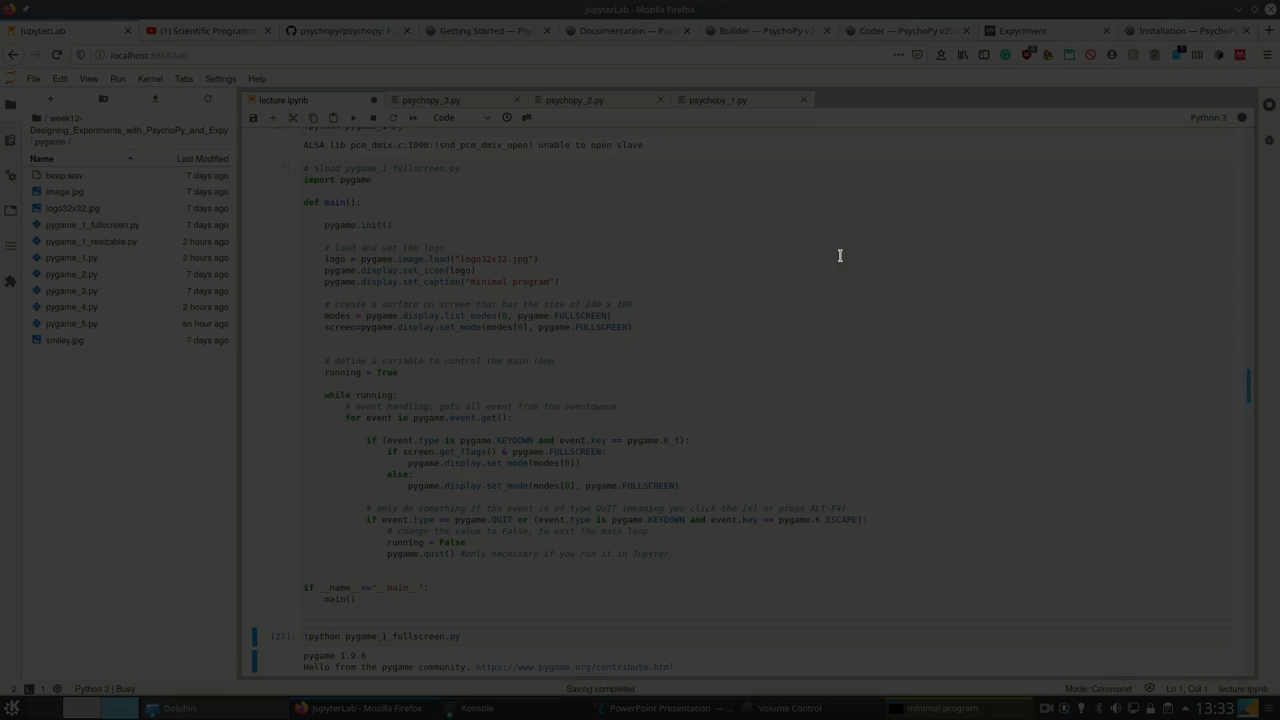 JupyterLab - Mozilla Firefox
JupyterLab
(1) Scientific Programm
psychopy/psychopy: F
Getting Started — Psy
Documentation — Psy
Builder — PsychoPy v20
Coder — PsychoPy v20
Expyriment
Installation — PsychoPy
localhost:8888/lab
File Edit View Run Kernel Tabs Settings Help
lecture.ipynb
psychopy_3.py
psychopy_2.py
psychopy_1.py
Code
git
Python 3
/ week12-
Designing_Experiments_with_PsychoPy_and_Expy
/ pygame /
Name Last Modified
beep.wav 7 days ago
image.jpg 7 days ago
logo32x32.jpg 7 days ago
pygame_1_fullscreen.py 7 days ago
pygame_1_resizable.py 2 hours ago
pygame_1.py 2 hours ago
pygame_2.py 7 days ago
pygame_3.py 7 days ago
pygame_4.py 2 hours ago
pygame_5.py an hour ago
smiley.jpg 7 days ago
ALSA lib pcm_dmix.c:1090:(snd_pcm_dmix_open) unable to open slave
[*]: # %load pygame_1_fullscreen.py
import pygame
def main():
pygame.init()
# load and set the logo
logo = pygame.image.load("logo32x32.jpg")
pygame.display.set_icon(logo)
pygame.display.set_caption("minimal program")
# create a surface on screen that has the size of 240 x 180
modes = pygame.display.list_modes(0, pygame.FULLSCREEN)
screen=pygame.display.set_mode(modes[0], pygame.FULLSCREEN)
# define a variable to control the main loop
running = True
while running:
# event handling, gets all event from the eventqueue
for event in pygame.event.get():
if (event.type is pygame.KEYDOWN and event.key == pygame.K_f):
if screen.get_flags() & pygame.FULLSCREEN:
pygame.display.set_mode(modes[0])
else:
pygame.display.set_mode(modes[0], pygame.FULLSCREEN)
# only do something if the event is of type QUIT (meaning you click the [x] or press ALT-F4)
if event.type == pygame.QUIT or (event.type is pygame.KEYDOWN and event.key == pygame.K_ESCAPE):
# change the value to False, to exit the main loop
running = False
pygame.quit() #only necessary if you run it in Jupyter
if __name__=="__main__":
main()
[27]: !python pygame_1_fullscreen.py
pygame 1.9.6
Hello from the pygame community. https://www.pygame.org/contribute.html
2 1 Python 3 | Busy Saving completed Mode: Command Ln 1, Col 1 lecture.ipynb
Dolphin
JupyterLab - Mozilla Firefox
Konsole
PowerPoint Presentation — ...
Volume Control
minimal program
13:33